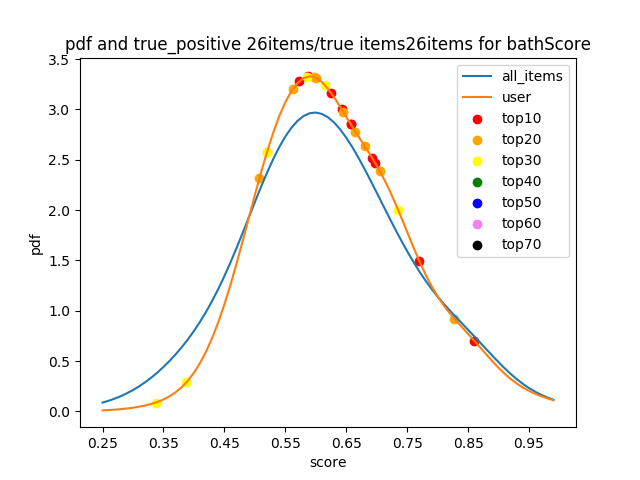 pdf and true_positive 26items/true items26items for bathScore
3.5
3.0
2.5
2.0
1.5
1.0
0.5
0.0
pdf
all_items
user
top10
top20
top30
top40
top50
top60
top70
0.25 0.35 0.45 0.55 0.65 0.75 0.85 0.95
score